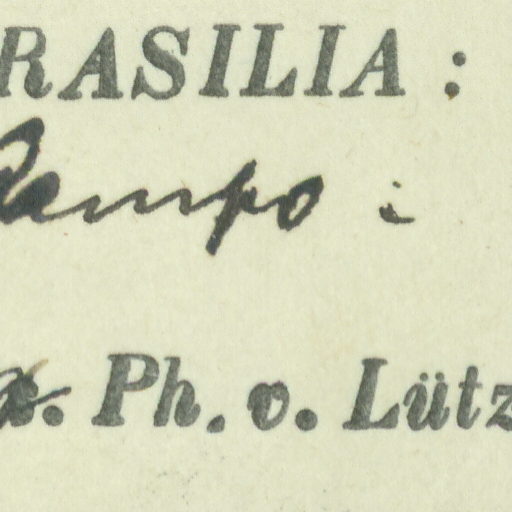 RASILIA :
Campo :
Ph. v. Lütz